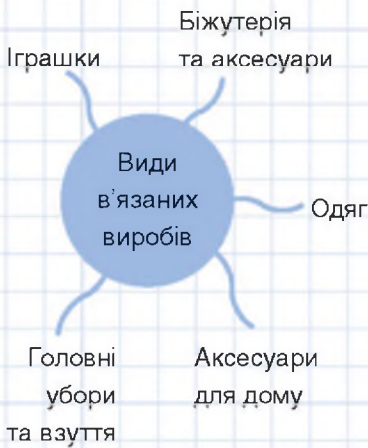 Біжутерія
та аксесуари
Іграшки
Види
в'язаних
виробів
Одяг
Головні
убори
та взуття
Аксесуари
для дому